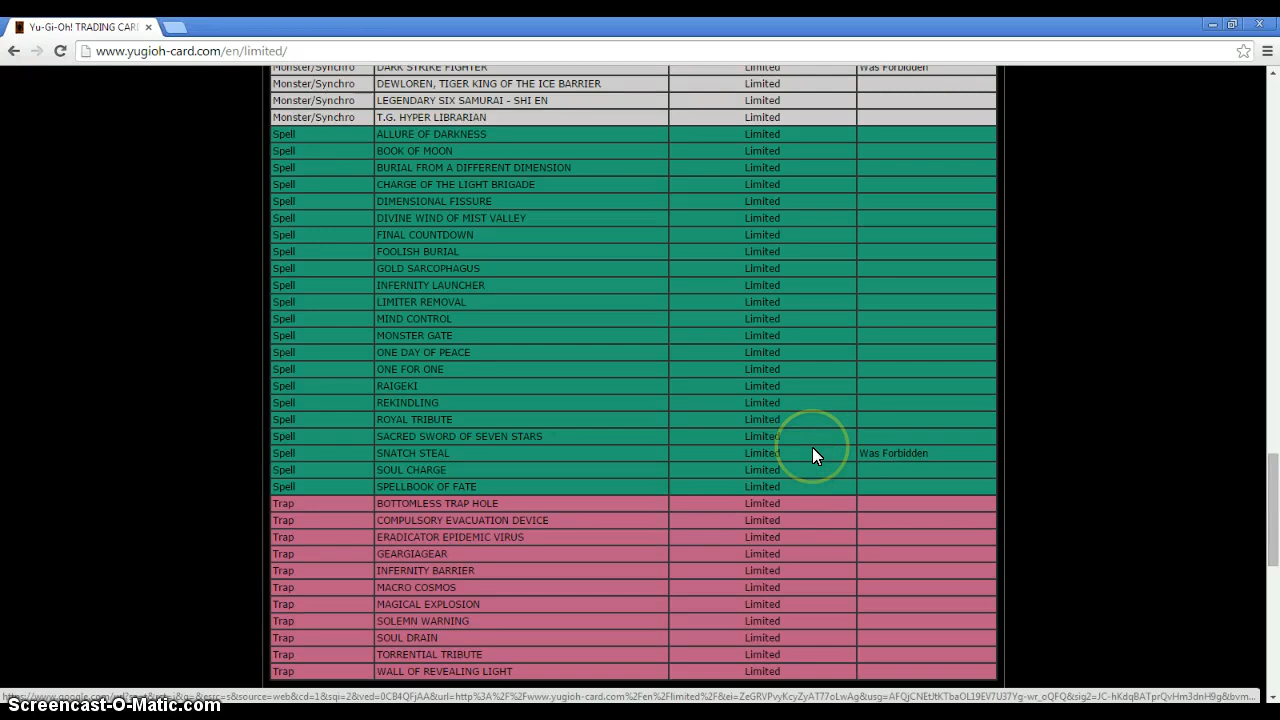 Yu-Gi-Oh! TRADING CAR
www.yugioh-card.com/en/limited/
Monster/Synchro DARK STRIKE FIGHTER Limited Was Forbidden
Monster/Synchro DEWLOREN, TIGER KING OF THE ICE BARRIER Limited
Monster/Synchro LEGENDARY SIX SAMURAI - SHI EN Limited
Monster/Synchro T.G. HYPER LIBRARIAN Limited
Spell ALLURE OF DARKNESS Limited
Spell BOOK OF MOON Limited
Spell BURIAL FROM A DIFFERENT DIMENSION Limited
Spell CHARGE OF THE LIGHT BRIGADE Limited
Spell DIMENSIONAL FISSURE Limited
Spell DIVINE WIND OF MIST VALLEY Limited
Spell FINAL COUNTDOWN Limited
Spell FOOLISH BURIAL Limited
Spell GOLD SARCOPHAGUS Limited
Spell INFERNITY LAUNCHER Limited
Spell LIMITER REMOVAL Limited
Spell MIND CONTROL Limited
Spell MONSTER GATE Limited
Spell ONE DAY OF PEACE Limited
Spell ONE FOR ONE Limited
Spell RAIGEKI Limited
Spell REKINDLING Limited
Spell ROYAL TRIBUTE Limited
Spell SACRED SWORD OF SEVEN STARS Limited
Spell SNATCH STEAL Limited Was Forbidden
Spell SOUL CHARGE Limited
Spell SPELLBOOK OF FATE Limited
Trap BOTTOMLESS TRAP HOLE Limited
Trap COMPULSORY EVACUATION DEVICE Limited
Trap ERADICATOR EPIDEMIC VIRUS Limited
Trap GEARGIAGEAR Limited
Trap INFERNITY BARRIER Limited
Trap MACRO COSMOS Limited
Trap MAGICAL EXPLOSION Limited
Trap SOLEMN WARNING Limited
Trap SOUL DRAIN Limited
Trap TORRENTIAL TRIBUTE Limited
Trap WALL OF REVEALING LIGHT Limited
Screencast-O-Matic.com